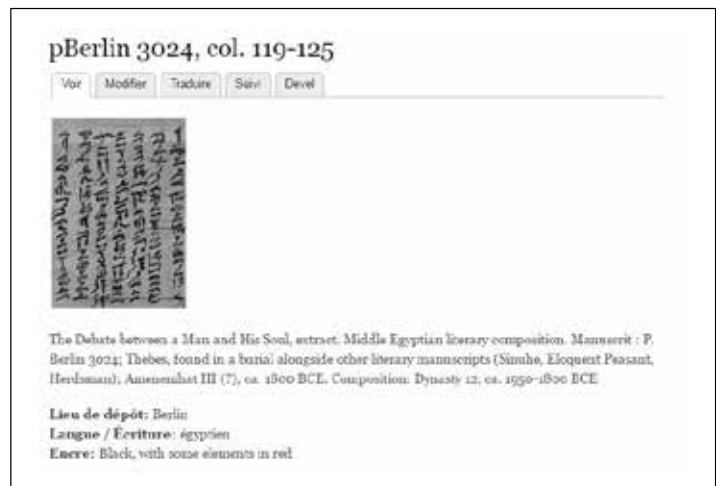 pBerlin 3024, col. 119-125
Voir Modifier Traduire Suivi Devel
The Debate between a Man and His Soul, extract. Middle Egyptian literary composition. Manuscrit : P.
Berlin 3024; Thebes, found in a burial alongside other literary manuscripts (Sinuhe, Eloquent Peasant,
Herdsman); Amenemhat III (?), ca. 1800 BCE. Composition: Dynasty 12, ca. 1950-1800 BCE
Lieu de dépôt: Berlin
Langue / Écriture: égyptien
Encre: Black, with some elements in red